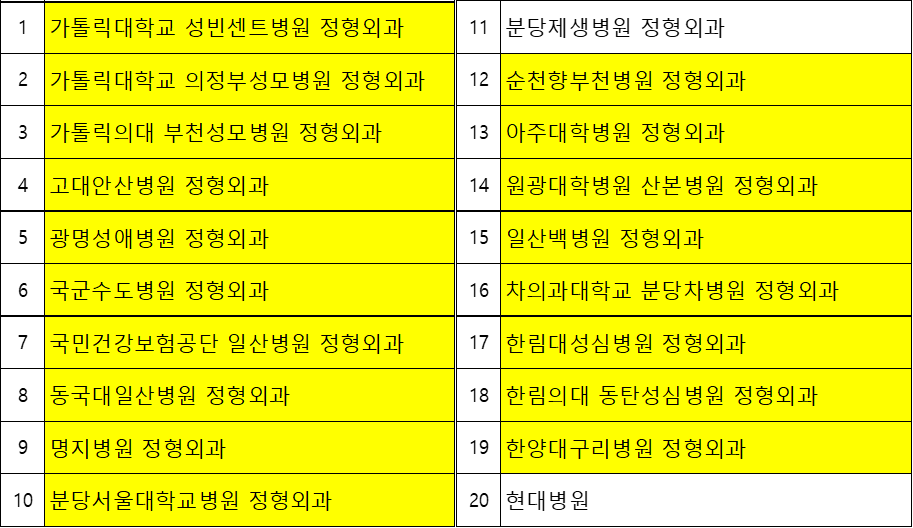 1 가톨릭대학교 성빈센트병원 정형외과
2 가톨릭대학교 의정부성모병원 정형외과
3 가톨릭의대 부천성모병원 정형외과
4 고대안산병원 정형외과
5 광명성애병원 정형외과
6 국군수도병원 정형외과
7 국민건강보험공단 일산병원 정형외과
8 동국대일산병원 정형외과
9 명지병원 정형외과
10 분당서울대학교병원 정형외과
11 분당제생병원 정형외과
12 순천향부천병원 정형외과
13 아주대학병원 정형외과
14 원광대학병원 산본병원 정형외과
15 일산백병원 정형외과
16 차의과대학교 분당차병원 정형외과
17 한림대성심병원 정형외과
18 한림의대 동탄성심병원 정형외과
19 한양대구리병원 정형외과
20 현대병원